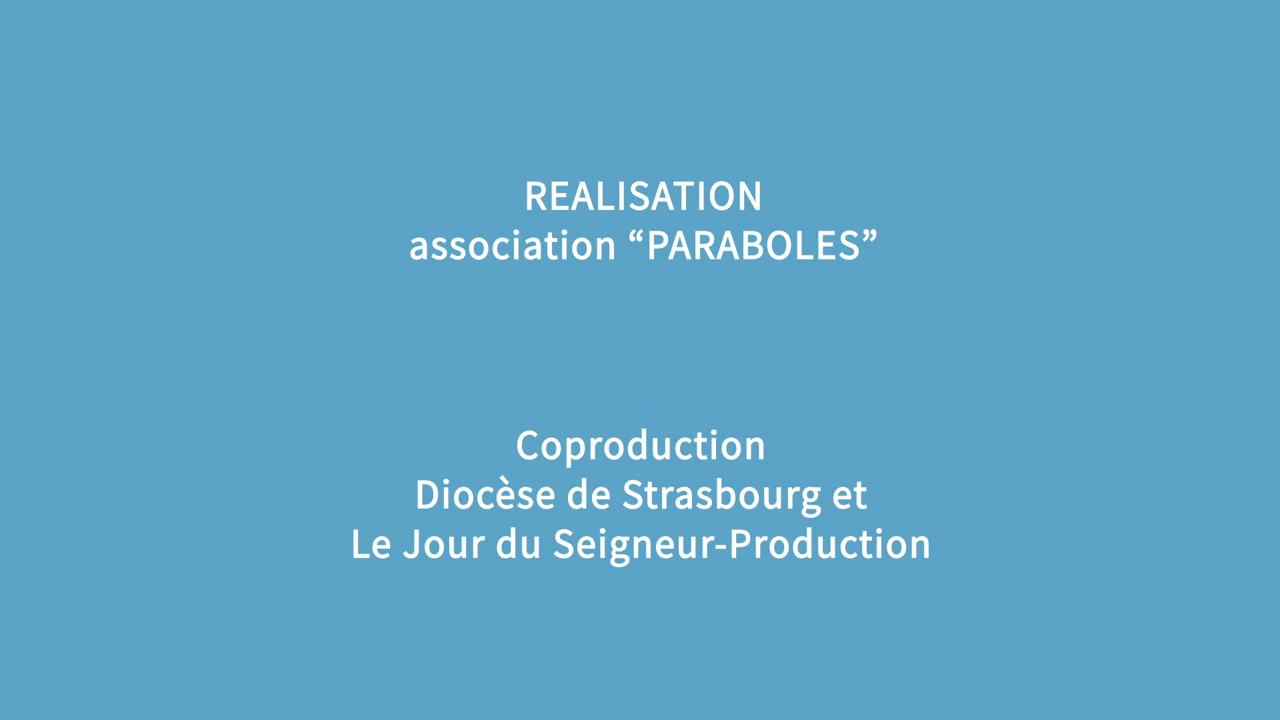 REALISATION
association “PARABOLES”
Coproduction
Diocèse de Strasbourg et
Le Jour du Seigneur-Production